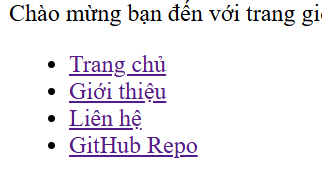 Chào mừng bạn đến với trang
Trang chủ
Giới thiệu
Liên hệ
GitHub Repo